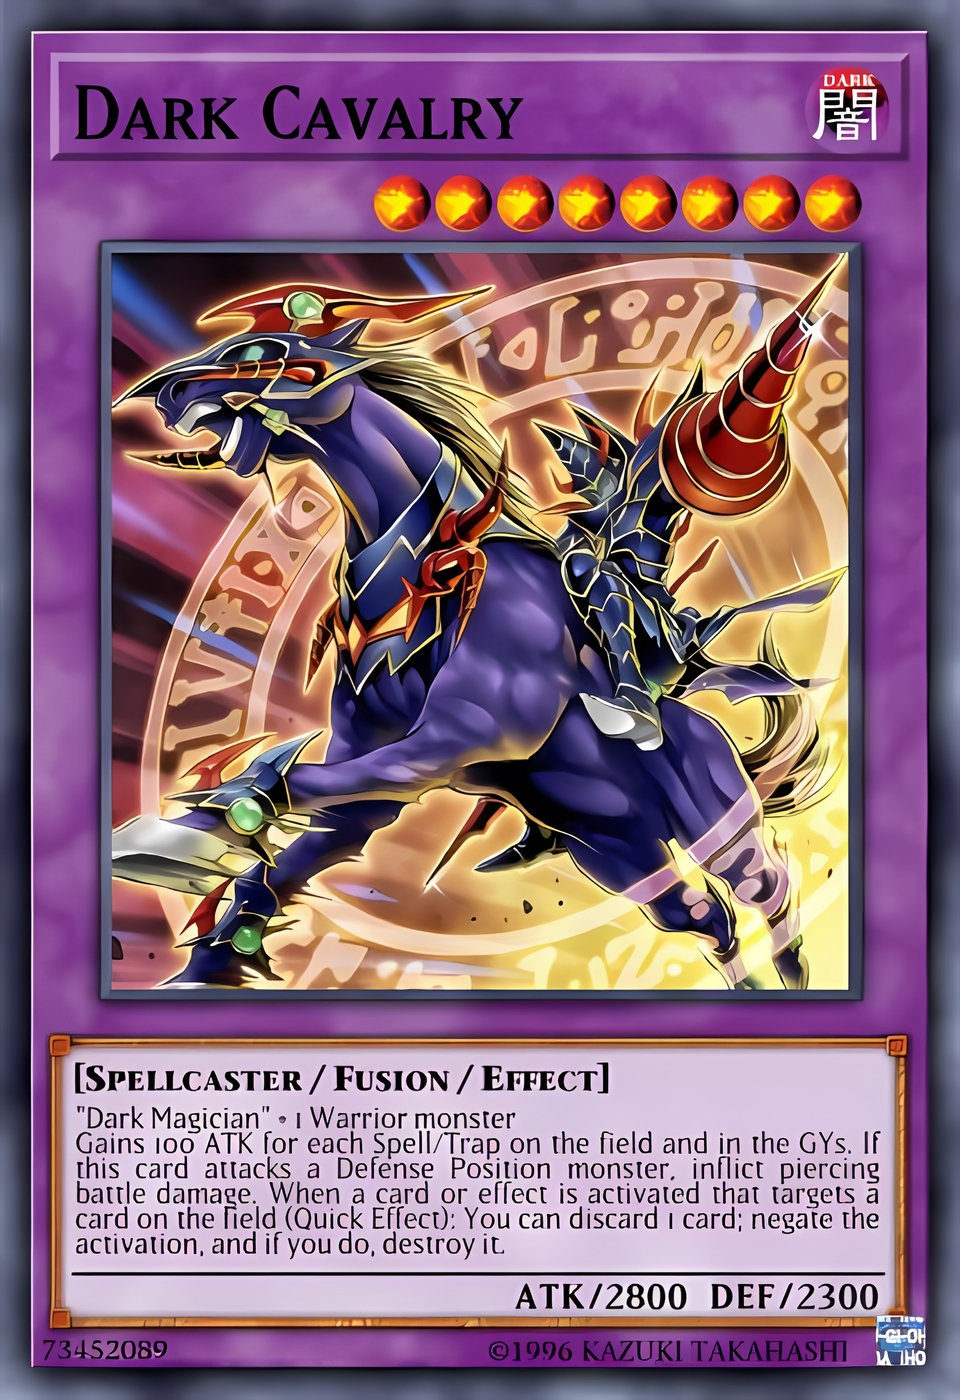 Dark Cavalry
DARK
闇
[Spellcaster / Fusion / Effect]
"Dark Magician" + 1 Warrior monster
Gains 100 ATK for each Spell/Trap on the field and in the GYs. If
this card attacks a Defense Position monster, inflict piercing
battle damage. When a card or effect is activated that targets a
card on the field (Quick Effect): You can discard 1 card; negate the
activation, and if you do, destroy it.
ATK/2800 DEF/2300
73452089
©1996 KAZUKI TAKAHASHI